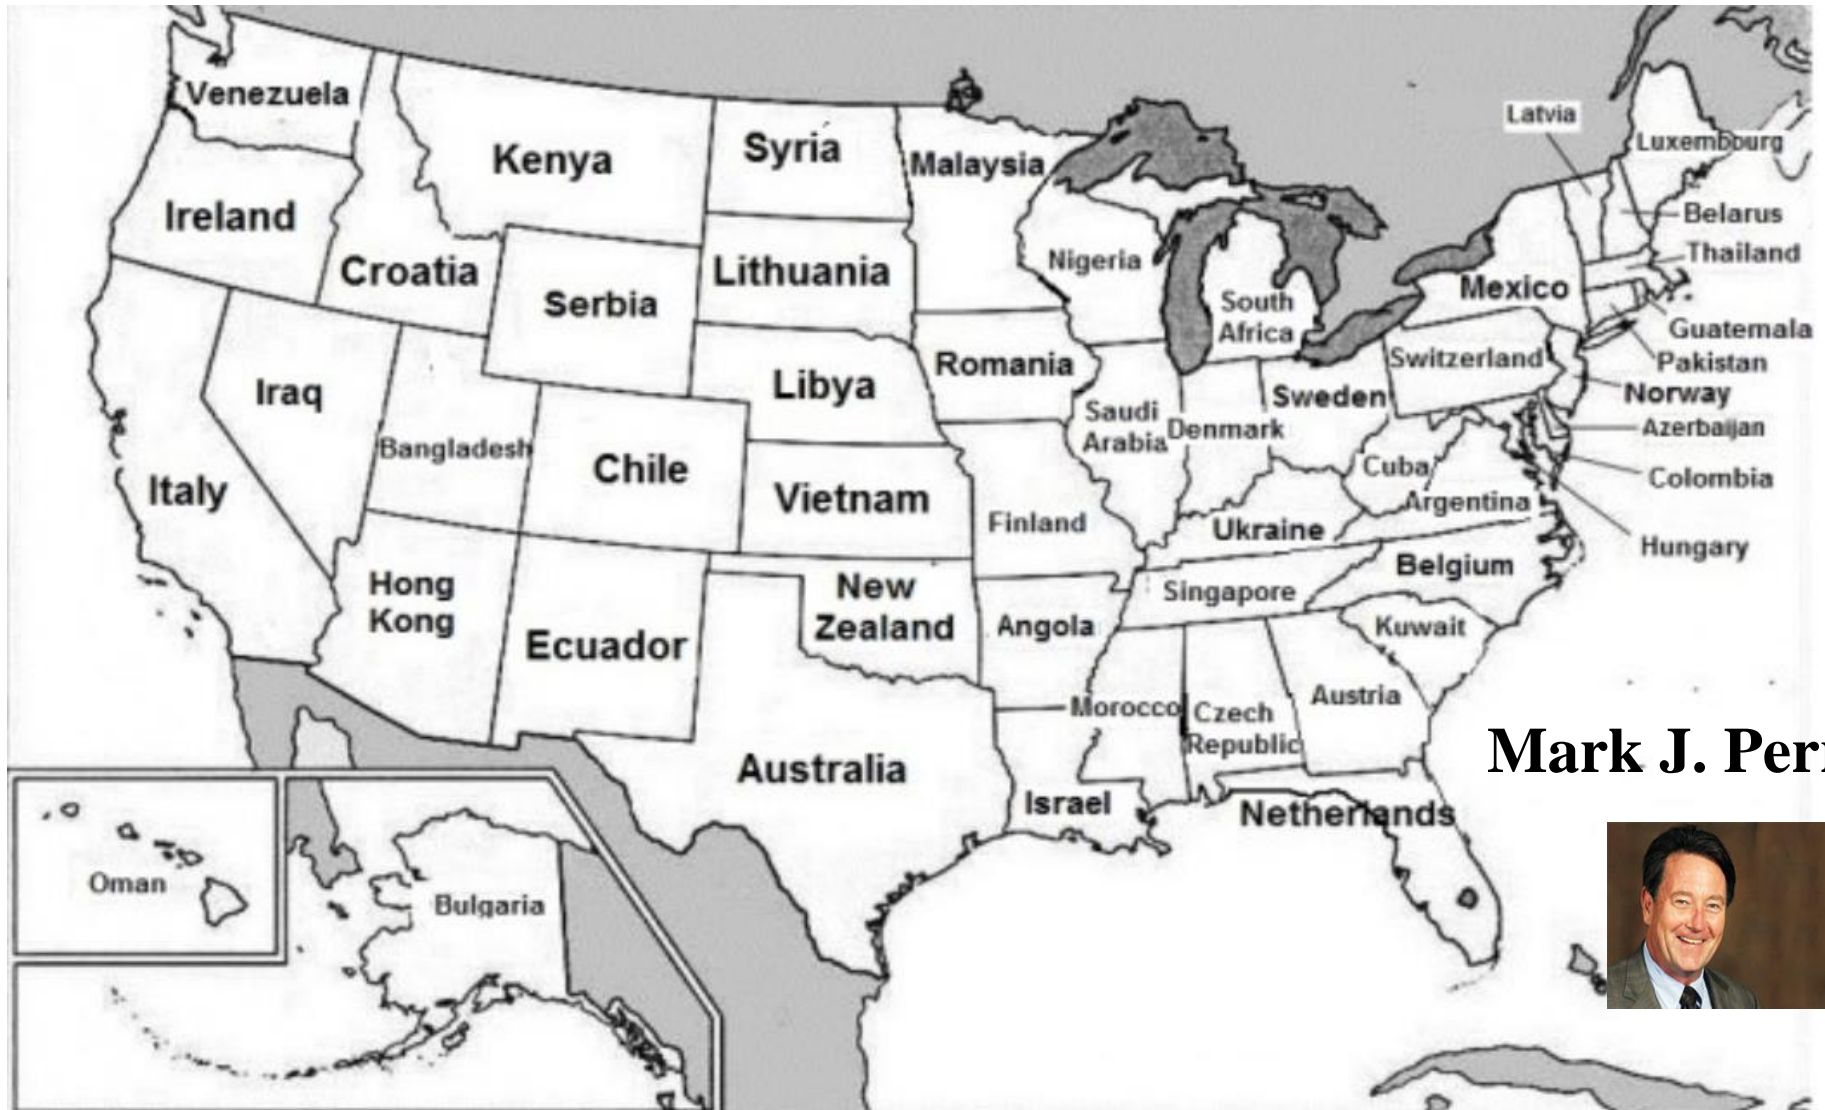 Venezuela
Kenya
Syria
Malaysia
Latvia
Luxembourg
Ireland
Croatia
Serbia
Lithuania
Nigeria
South
Africa
Mexico
Belarus
Thailand
Guatemala
Pakistan
Norway
Azerbaijan
Colombia
Hungary
Iraq
Bangladesh
Chile
Libya
Romania
Saudi
Arabia
Denmark
Sweden
Switzerland
Italy
Vietnam
Finland
Ukraine
Cuba
Argentina
Hong
Kong
Ecuador
New
Zealand
Angola
Singapore
Belgium
Kuwait
Australia
Israel
Morocco
Czech
Republic
Austria
Netherlands
Mark J.
Oman
Bulgaria